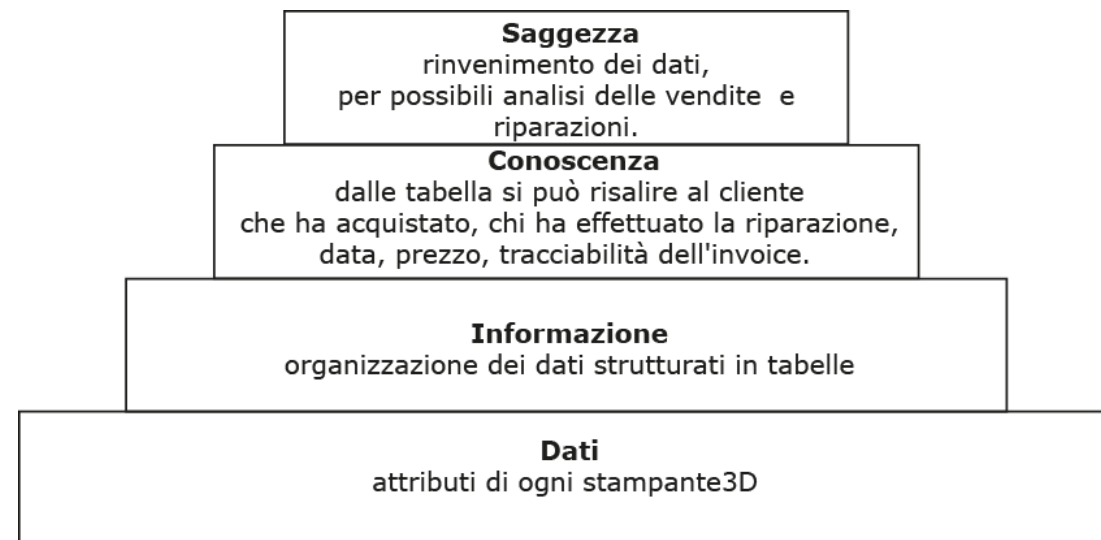 Saggezza
rinvenimento dei dati,
per possibili analisi delle vendite e
riparazioni.
Conoscenza
dalle tabella si può risalire al cliente
che ha acquistato, chi ha effettuato la riparazione,
data, prezzo, tracciabilità dell'invoice.
Informazione
organizzazione dei dati strutturati in tabelle
Dati
attributi di ogni stampante3D